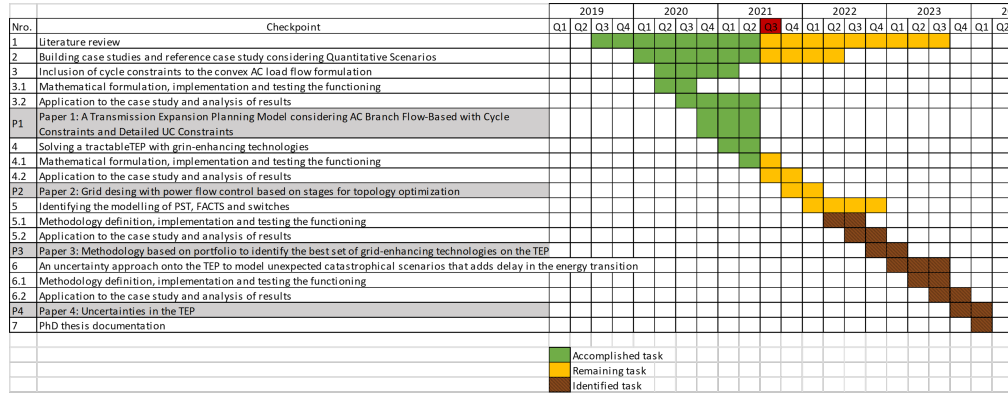 2019 2020 2021 2022 2023 2
Nro. Checkpoint Q1 Q2 Q3 Q4 Q1 Q2 Q3 Q4 Q1 Q2 Q3 Q4 Q1 Q2 Q3 Q4 Q1 Q2 Q3 Q4 Q1 Q2
1 Literature review
2 Building case studies and reference case study considering Quantitative Scenarios
3 Inclusion of cycle constraints to the convex AC load flow formulation
3.1 Mathematical formulation, implementation and testing the functioning
3.2 Application to the case study and analysis of results
P1 Paper 1: A Transmission Expansion Planning Model considering AC Branch Flow-Based with Cycle
Constraints and Detailed UC Constraints
4 Solving a tractableTEP with grin-enhancing technologies
4.1 Mathematical formulation, implementation and testing the functioning
4.2 Application to the case study and analysis of results
P2 Paper 2: Grid desing with power flow control based on stages for topology optimization
5 Identifying the modelling of PST, FACTS and switches
5.1 Methodology definition, implementation and testing the functioning
5.2 Application to the case study and analysis of results
P3 Paper 3: Methodology based on portfolio to identify the best set of grid-enhancing technologies on the TEP
6 An uncertainty approach onto the TEP to model unexpected catastrophical scenarios that adds delay in the energy transition
6.1 Methodology definition, implementation and testing the functioning
6.2 Application to the case study and analysis of results
P4 Paper 4: Uncertainties in the TEP
7 PhD thesis documentation
Accomplished task
Remaining task
Identified task